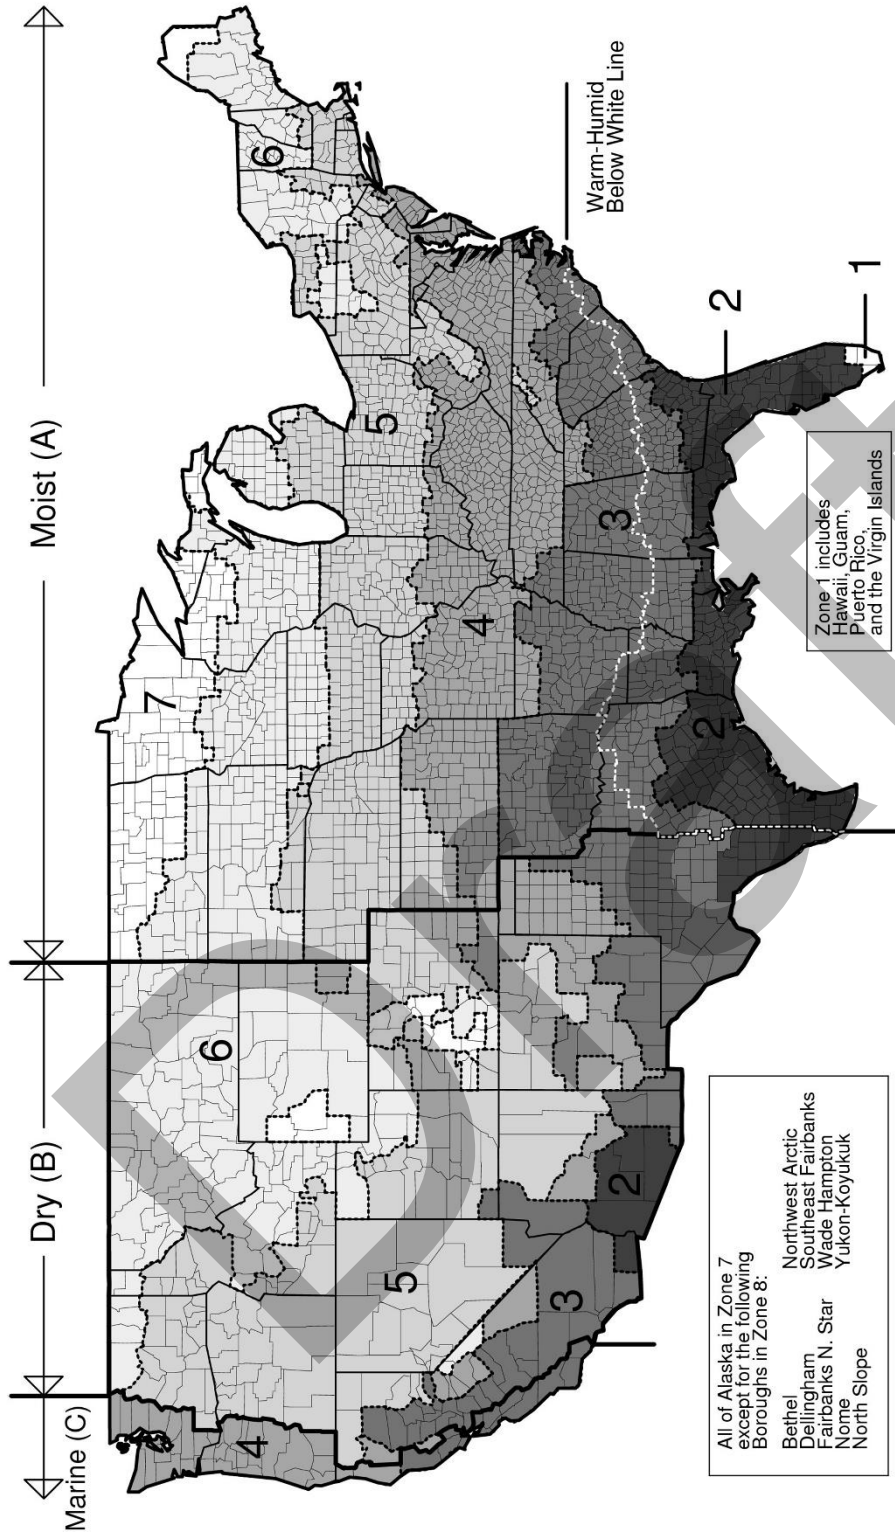 Marine (C)
Dry (B)
Moist (A)
7
6
6
6
5
5
4
4
3
3
2
2
2
1
Warm-Humid
Below White Line
All of Alaska in Zone 7
except for the following
Boroughs in Zone 8:
Bethel
Dellingham
Fairbanks N. Star
Nome
North Slope
Northwest Arctic
Southeast Fairbanks
Wade Hampton
Yukon-Koyukuk
Zone 1 includes
Hawaii, Guam,
Puerto Rico,
and the Virgin Islands
Draft